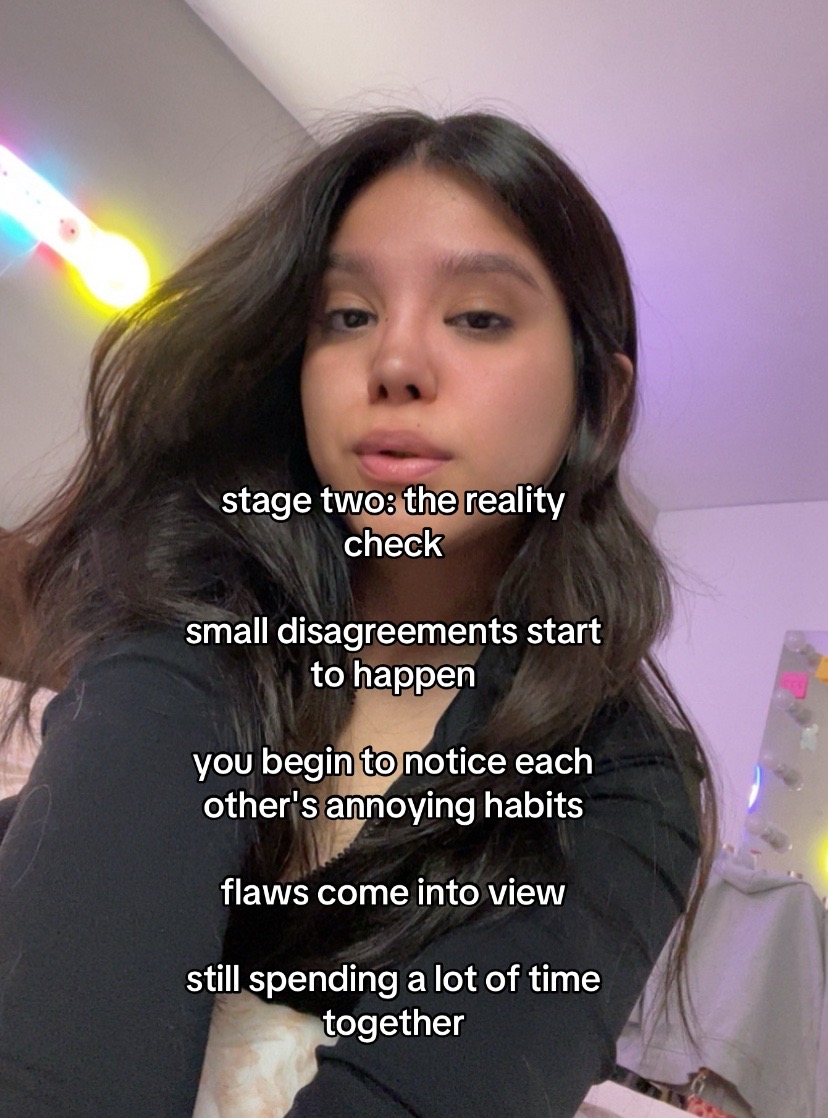 stage two: the reality
check
small disagreements start
to happen
you begin to notice each
other's annoying habits
flaws come into view
still spending a lot of time
together